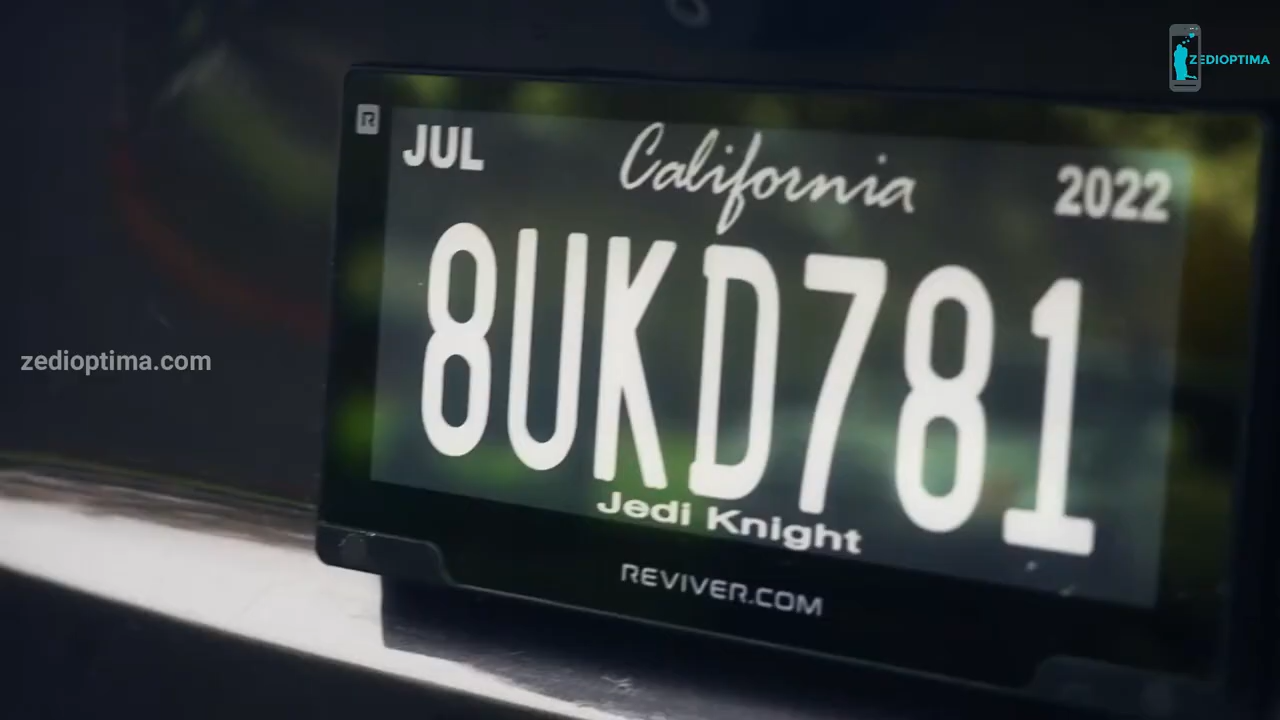 ZEDIOPTIMA
R
JUL California 2022
8UKD781
zedioptima.com
Jedi Knight
REVIVER.COM